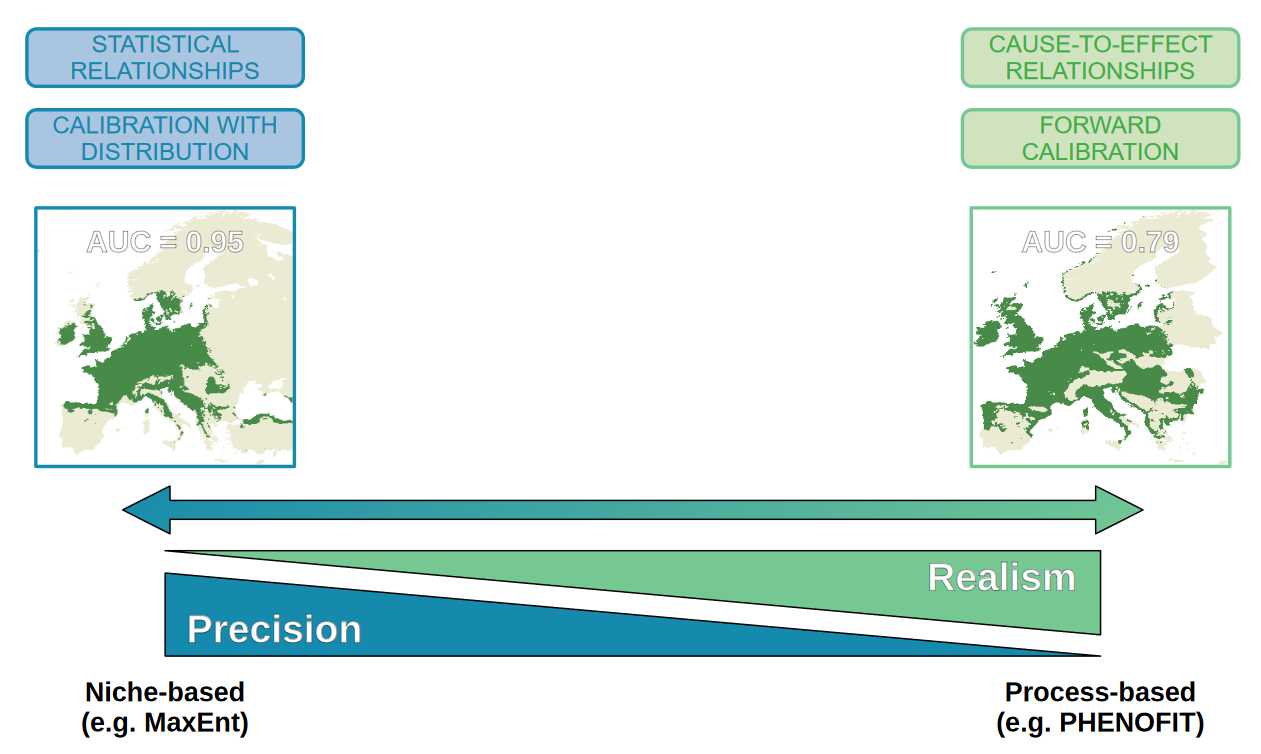 STATISTICAL
RELATIONSHIPS
CALIBRATION WITH
DISTRIBUTION
AUC = 0.95
CAUSE-TO-EFFECT
RELATIONSHIPS
FORWARD
CALIBRATION
AUC = 0.79
Realism
Precision
Niche-based
(e.g. MaxEnt)
Process-based
(e.g. PHENOFIT)